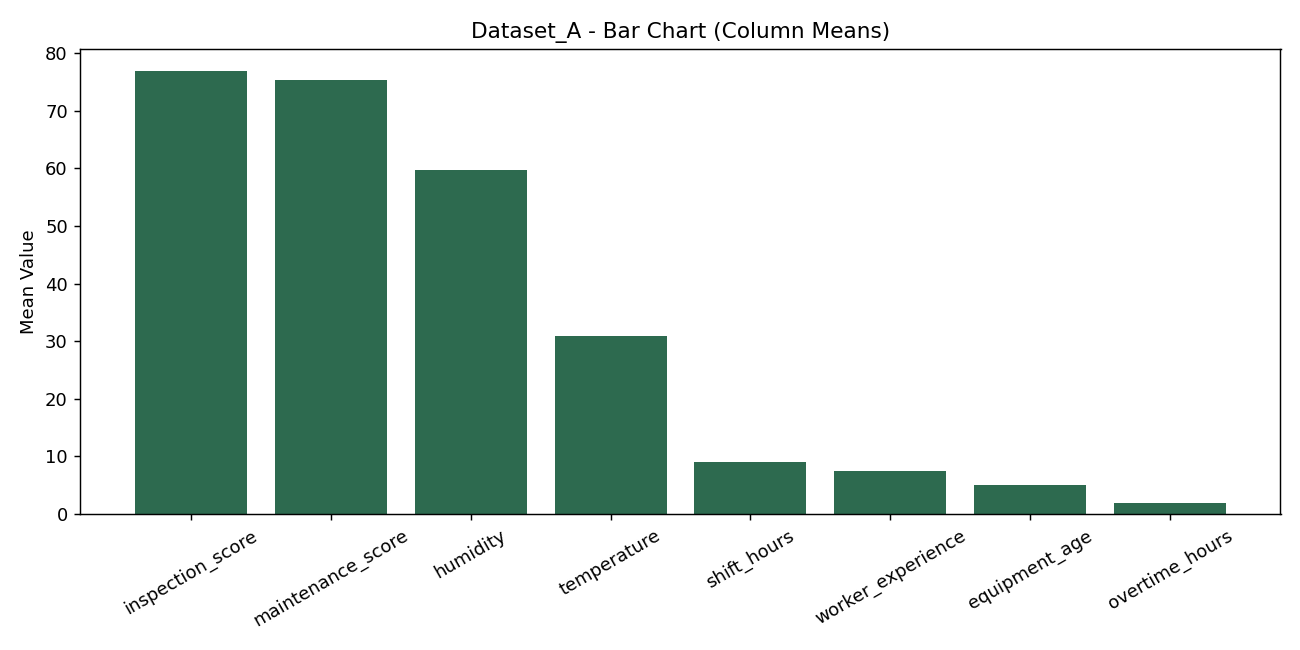 Dataset_A - Bar Chart (Column Means)
Mean Value
80
70
60
50
40
30
20
10
0
inspection_score
maintenance_score
humidity
temperature
shift_hours
worker_experience
equipment_age
overtime_hours